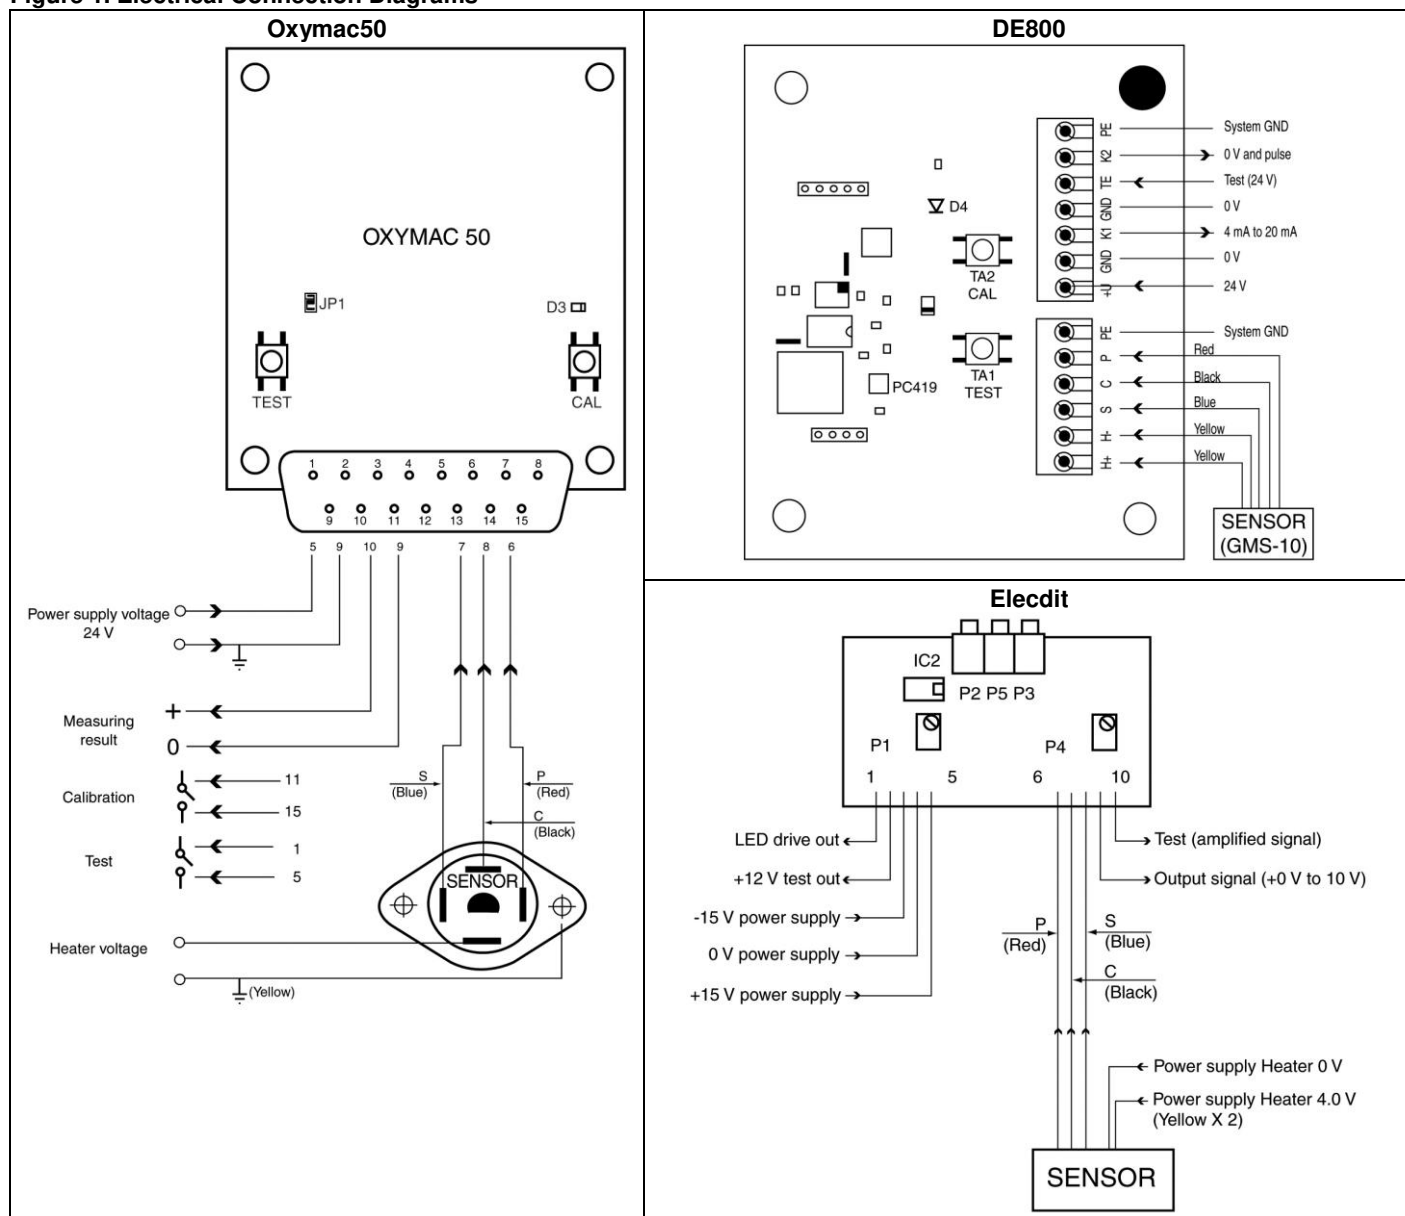 Oxymac50
OXYMAC 50
JP1
D3
TEST
CAL
1 2 3 4 5 6 7 8
9 10 11 12 13 14 15
5 9 10 9 7 8 6
Power supply voltage
24 V
Measuring
result
+
0
S
(Blue)
P
(Red)
C
(Black)
Calibration
11
15
Test
1
5
SENSOR
Heater voltage
(Yellow)
DE800
PE
System GND
K2
0 V and pulse
TE
Test (24 V)
GND
0 V
K1
4 mA to 20 mA
GND
0 V
+U
24 V
D4
TA2
CAL
TA1
TEST
PC419
PE
System GND
P
Red
C
Black
S
Blue
H-
Yellow
H+
Yellow
SENSOR
(GMS-10)
Elecdit
IC2
P2 P5 P3
P1
P4
1 5 6 10
LED drive out
Test (amplified signal)
+12 V test out
Output signal (+0 V to 10 V)
-15 V power supply
0 V power supply
+15 V power supply
P
(Red)
S
(Blue)
C
(Black)
Power supply Heater 0 V
Power supply Heater 4.0 V
(Yellow X 2)
SENSOR